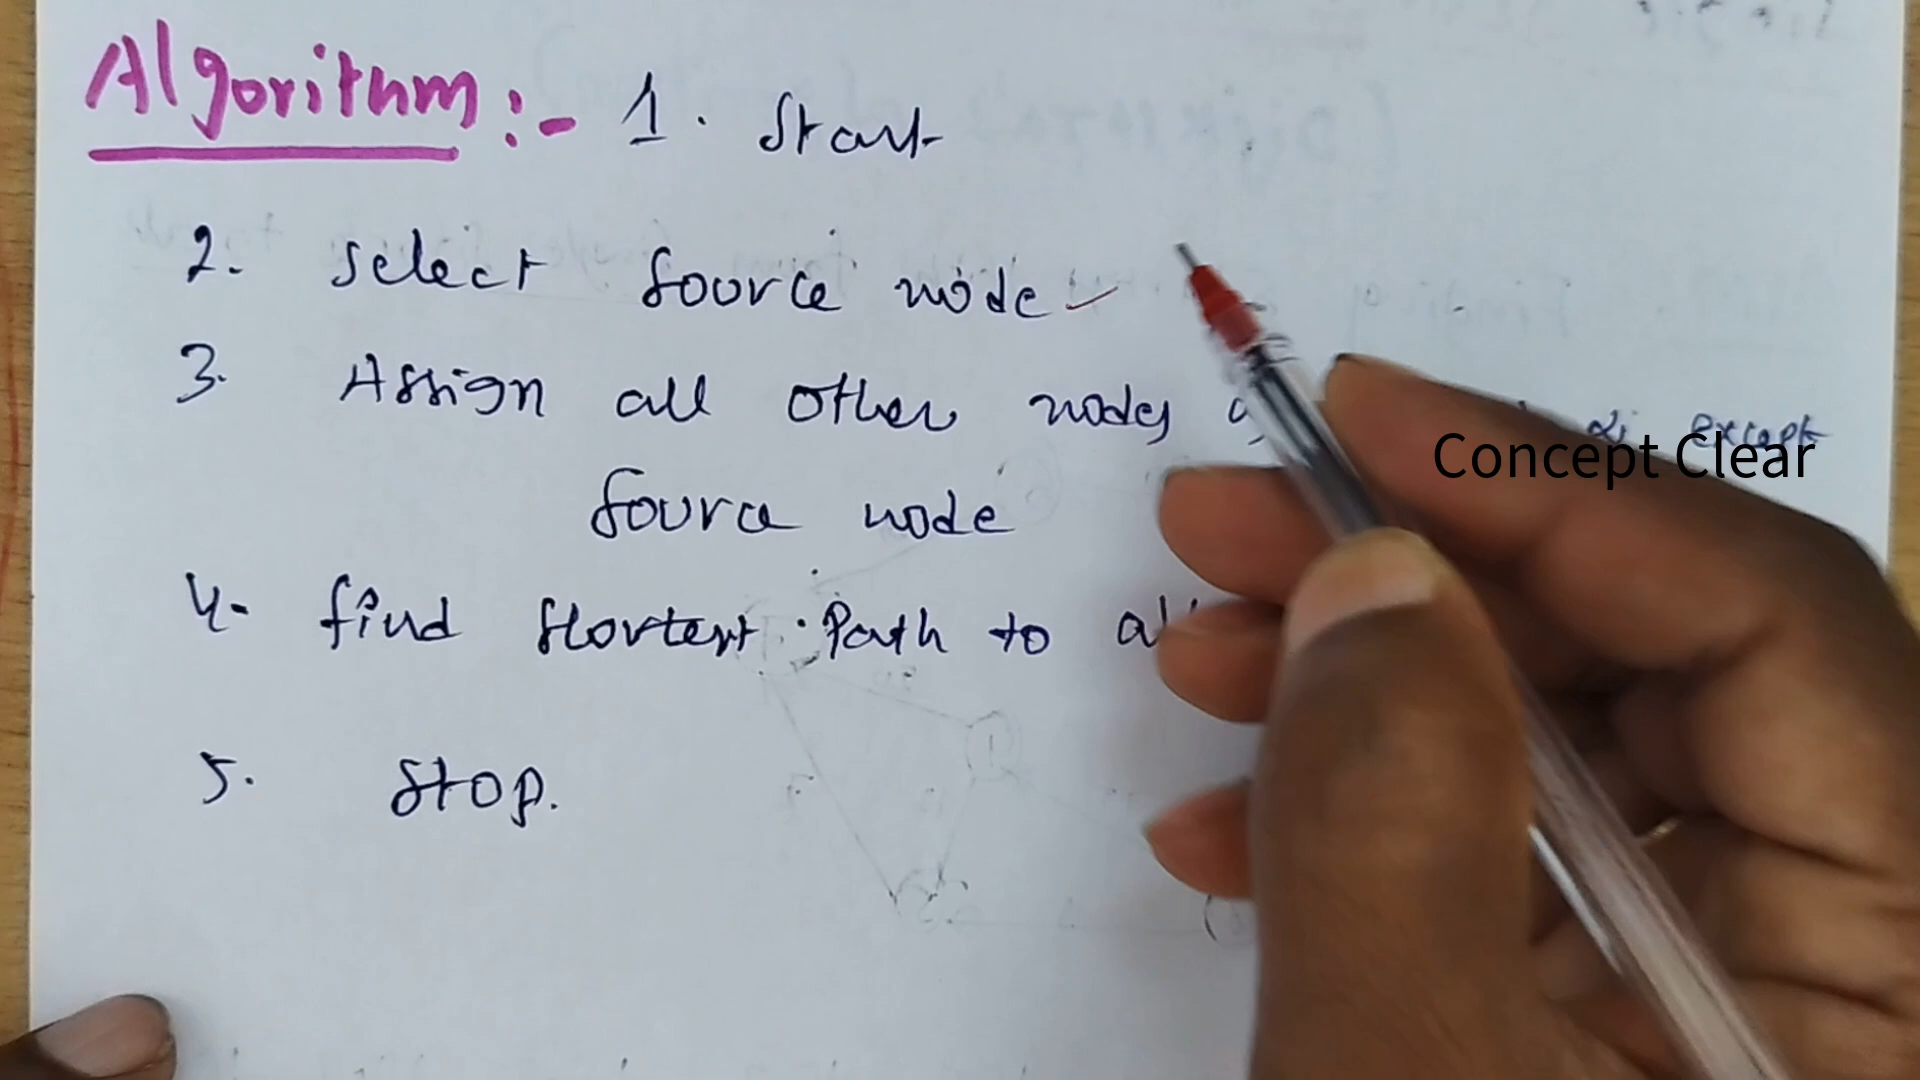 Algorithm :- 1. Start
2. Select Source node
3. Assign all other nodes except
Source node
4. find shortest path to
5. Stop.
Concept Clear